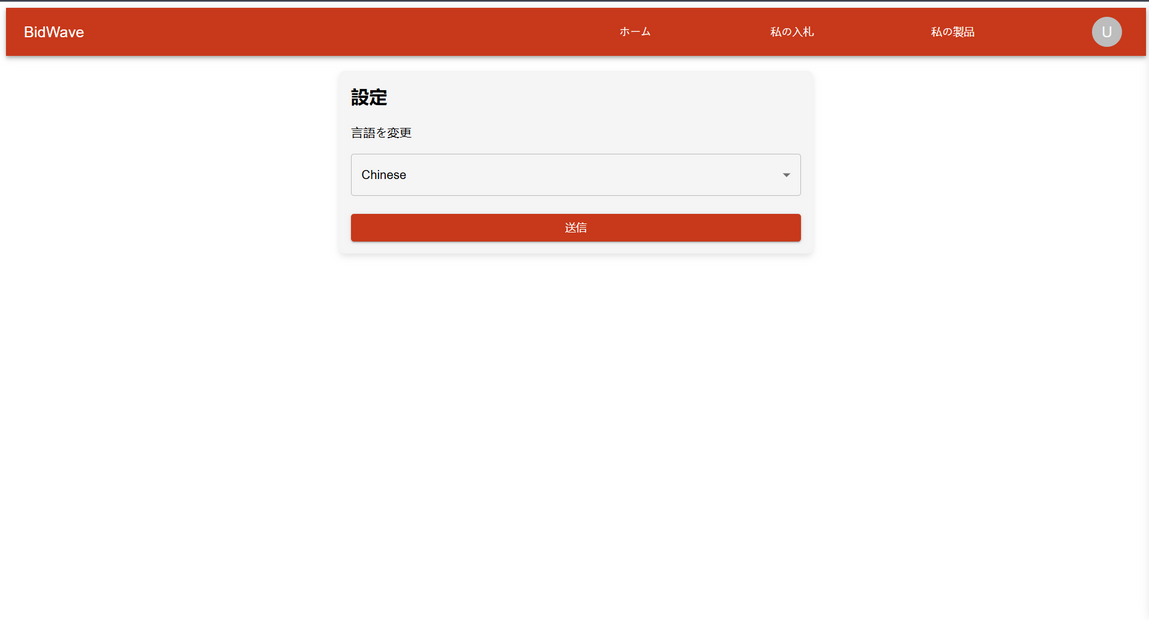 BidWave
ホーム
私の入札
私の製品
U
設定
言語を変更
Chinese
送信